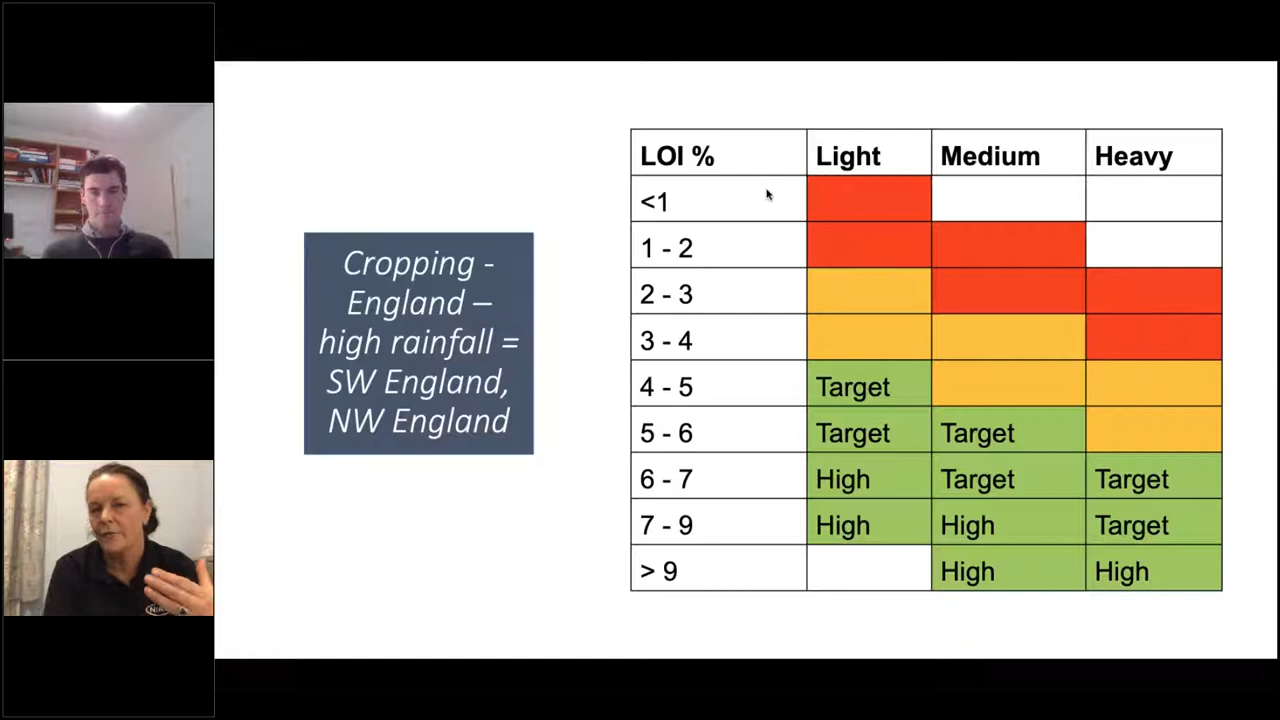 Cropping -
England –
high rainfall =
SW England,
NW England
LOI % Light Medium Heavy
<1
1 - 2
2 - 3
3 - 4
4 - 5 Target
5 - 6 Target Target
6 - 7 High Target Target
7 - 9 High High Target
> 9 High High